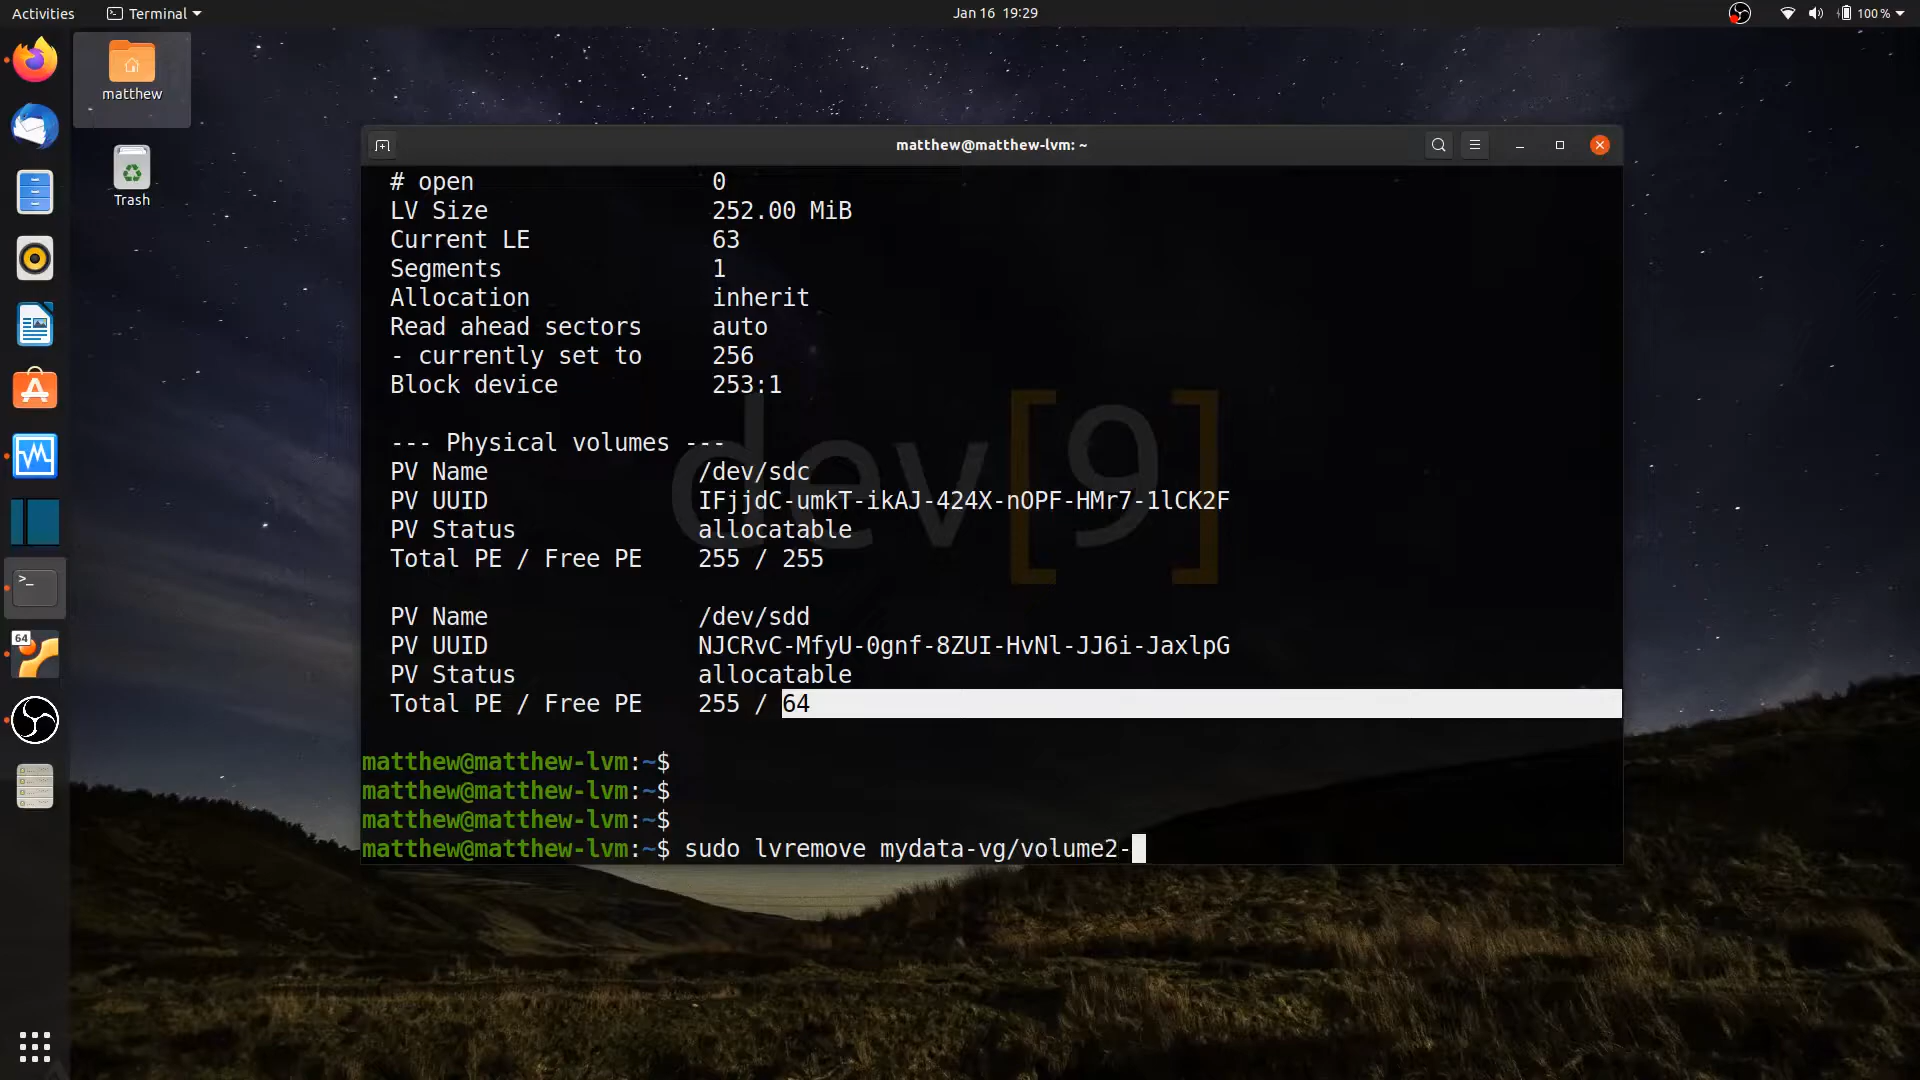 Activities
Terminal
Jan 16 19:29
100 %
matthew
Trash
matthew@matthew-lvm: ~
# open 0
LV Size 252.00 MiB
Current LE 63
Segments 1
Allocation inherit
Read ahead sectors auto
- currently set to 256
Block device 253:1
--- Physical volumes ---
PV Name /dev/sdc
PV UUID IFjjdC-umkT-ikAJ-424X-nOPF-HMr7-1lCK2F
PV Status allocatable
Total PE / Free PE 255 / 255
PV Name /dev/sdd
PV UUID NJCRvC-MfyU-0gnf-8ZUI-HvNl-JJ6i-JaxlpG
PV Status allocatable
Total PE / Free PE 255 / 64
matthew@matthew-lvm:~$
matthew@matthew-lvm:~$
matthew@matthew-lvm:~$
matthew@matthew-lvm:~$ sudo lvremove mydata-vg/volume2-
dev[9]
>_
64